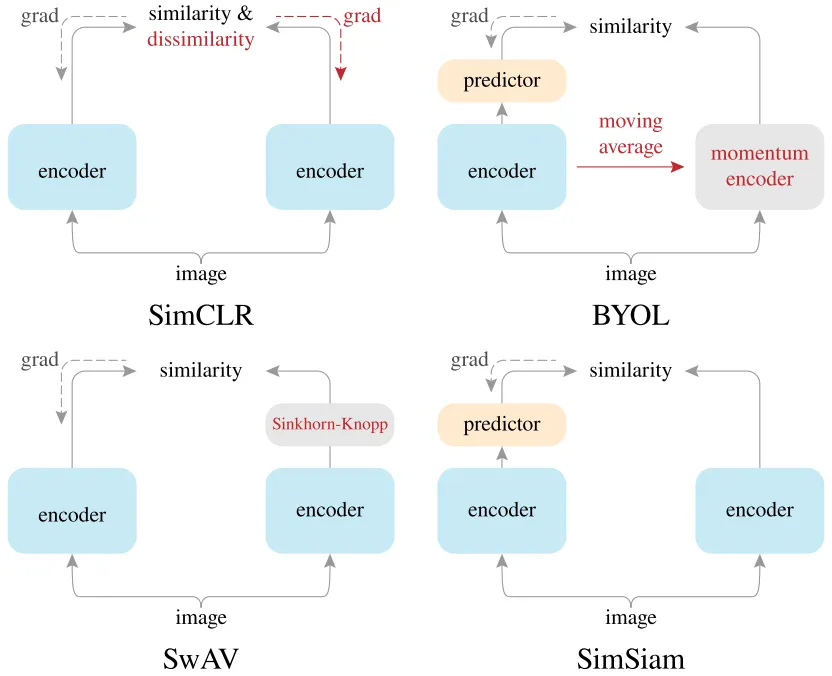 grad
similarity &
dissimilarity
grad
encoder
encoder
image
SimCLR
grad
similarity
predictor
encoder
moving
average
momentum
encoder
image
BYOL
grad
similarity
Sinkhorn-Knopp
encoder
encoder
image
SwAV
grad
similarity
predictor
encoder
encoder
image
SimSiam